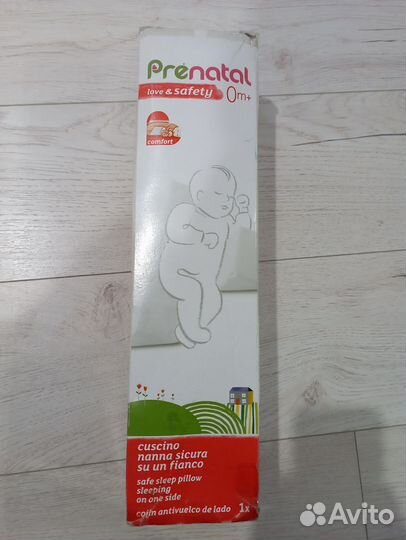 Prénatal
love & safety
0m+
comfort
cuscino
nanna sicura
su un fianco
safe sleep pillow
sleeping
on one side
cojín antivuelco de lado
1x
Avito